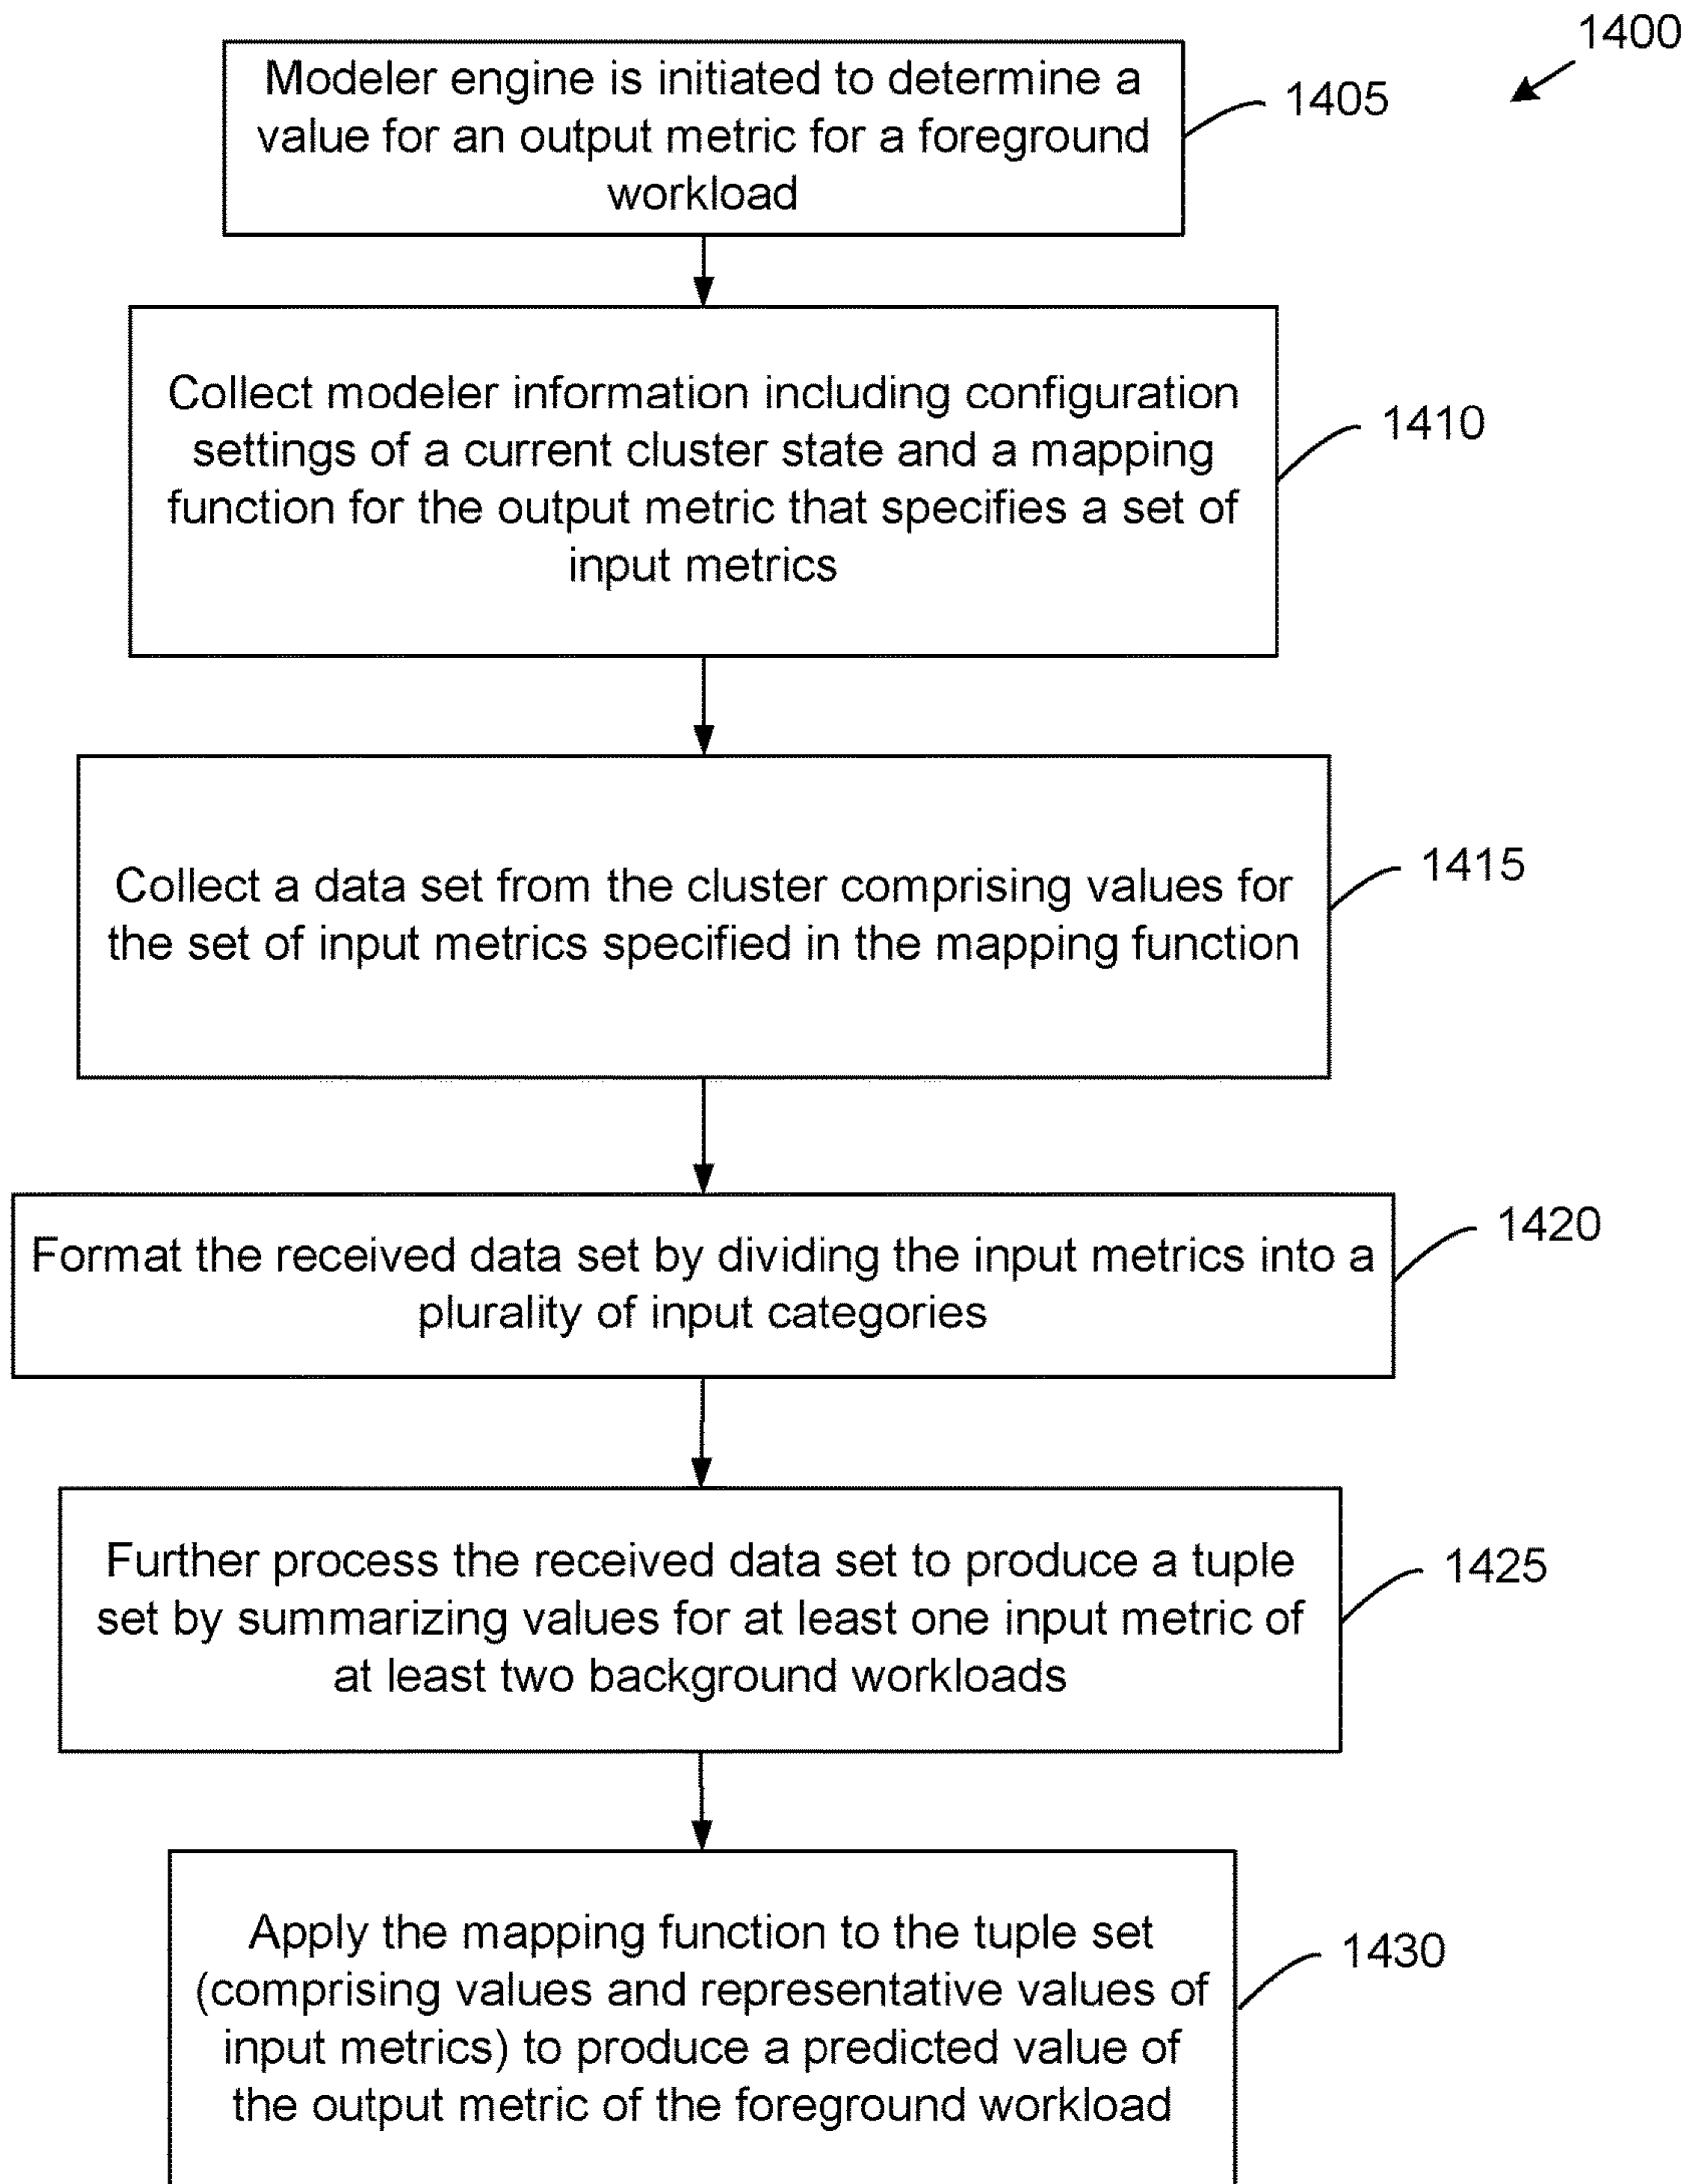 1400
Modeler engine is initiated to determine a
value for an output metric for a foreground
workload
1405
Collect modeler information including configuration
settings of a current cluster state and a mapping
function for the output metric that specifies a set of
input metrics
1410
Collect a data set from the cluster comprising values for
the set of input metrics specified in the mapping function
1415
Format the received data set by dividing the input metrics into a
plurality of input categories
1420
Further process the received data set to produce a tuple
set by summarizing values for at least one input metric of
at least two background workloads
1425
Apply the mapping function to the tuple set
(comprising values and representative values of
input metrics) to produce a predicted value of
the output metric of the foreground workload
1430